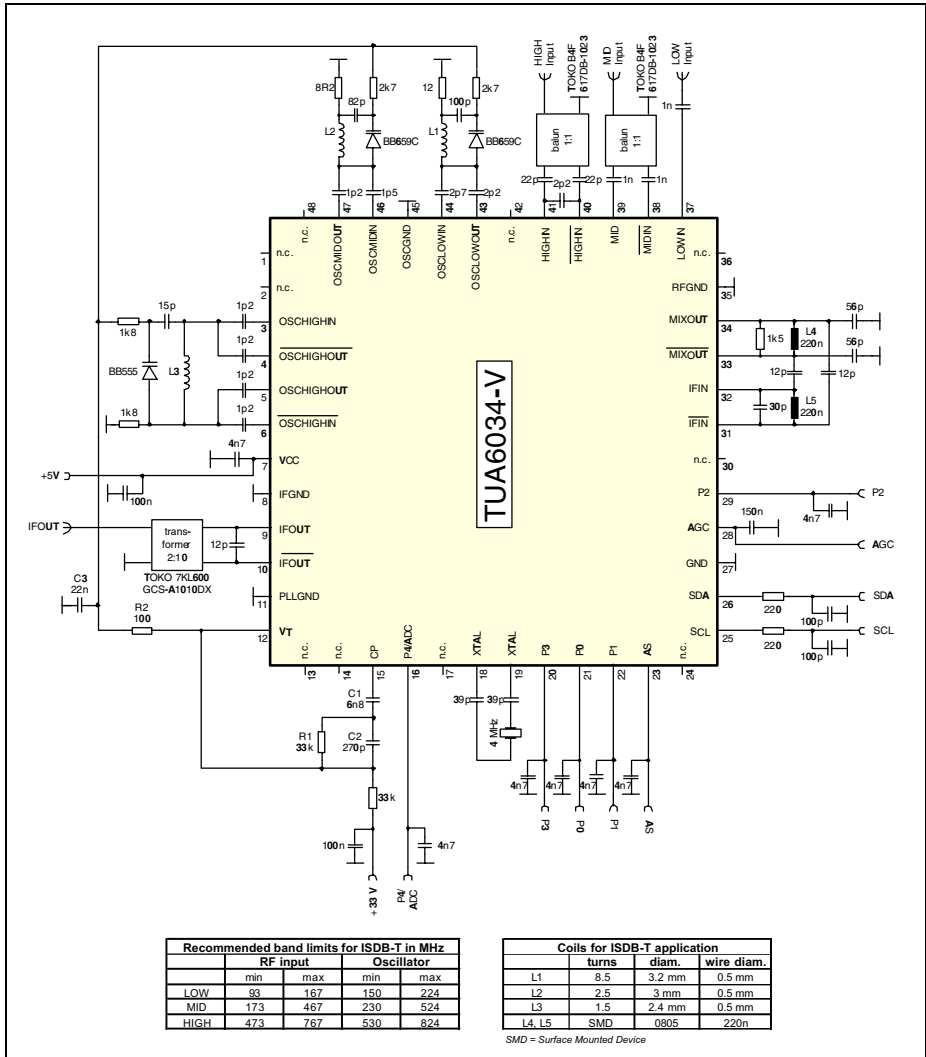 HIGH Input
TOKO B4F 617DB-1023
MID Input
TOKO B4F 617DB-1023
LOW Input
8R2
2k7
12
2k7
82p
100p
1n
L2
BB659C
L1
BB659C
balun 1:1
balun 1:1
22p
22p
1n
1n
2p2
1p2
1p5
2p7
2p2
48
47
46
45
44
43
42
41
40
39
38
37
n.c.
OSCMIDOUT
OSCMIDIN
OSCGND
OSCLOWIN
OSCLOWOUT
n.c.
HIGHIN
HIGHIN
MID
MIDIN
LOWIN
1
n.c.
n.c.
36
2
n.c.
RFGND
35
15p
1p2
1k8
3
OSCHIGHIN
MIXOUT
34
56p
1k5
L4
220n
1p2
4
OSCHIGHOUT
MIXOUT
33
56p
BB555
L3
12p
12p
1p2
5
OSCHIGHOUT
IFIN
32
30p
L5
220n
1k8
1p2
6
OSCHIGHIN
IFIN
31
4n7
7
VCC
n.c.
30
+5V
100n
8
IFGND
P2
29
P2
4n7
150n
IFOUT
transformer 2:10
12p
9
IFOUT
AGC
28
AGC
10
IFOUT
GND
27
TOKO 7KL600
GCS-A1010DX
C3
22n
11
PLLGND
SDA
26
220
SDA
100p
R2
100
12
VT
SCL
25
220
SCL
100p
TUA6034-V
n.c.
n.c.
CP
P4/ADC
n.c.
XTAL
XTAL
P3
P0
P1
AS
n.c.
13
14
15
16
17
18
19
20
21
22
23
24
C1
6n8
39p
39p
R1
33k
C2
270p
4 MHz
4n7
4n7
4n7
4n7
33k
P3
P0
P1
AS
100n
4n7
+33 V
P4/ADC
Recommended band limits for ISDB-T in MHz
RF input Oscillator
min max min max
LOW 93 167 150 224
MID 173 467 230 524
HIGH 473 767 530 824
Coils for ISDB-T application
turns diam. wire diam.
L1 8.5 3.2 mm 0.5 mm
L2 2.5 3 mm 0.5 mm
L3 1.5 2.4 mm 0.5 mm
L4, L5 SMD 0805 220n
SMD = Surface Mounted Device